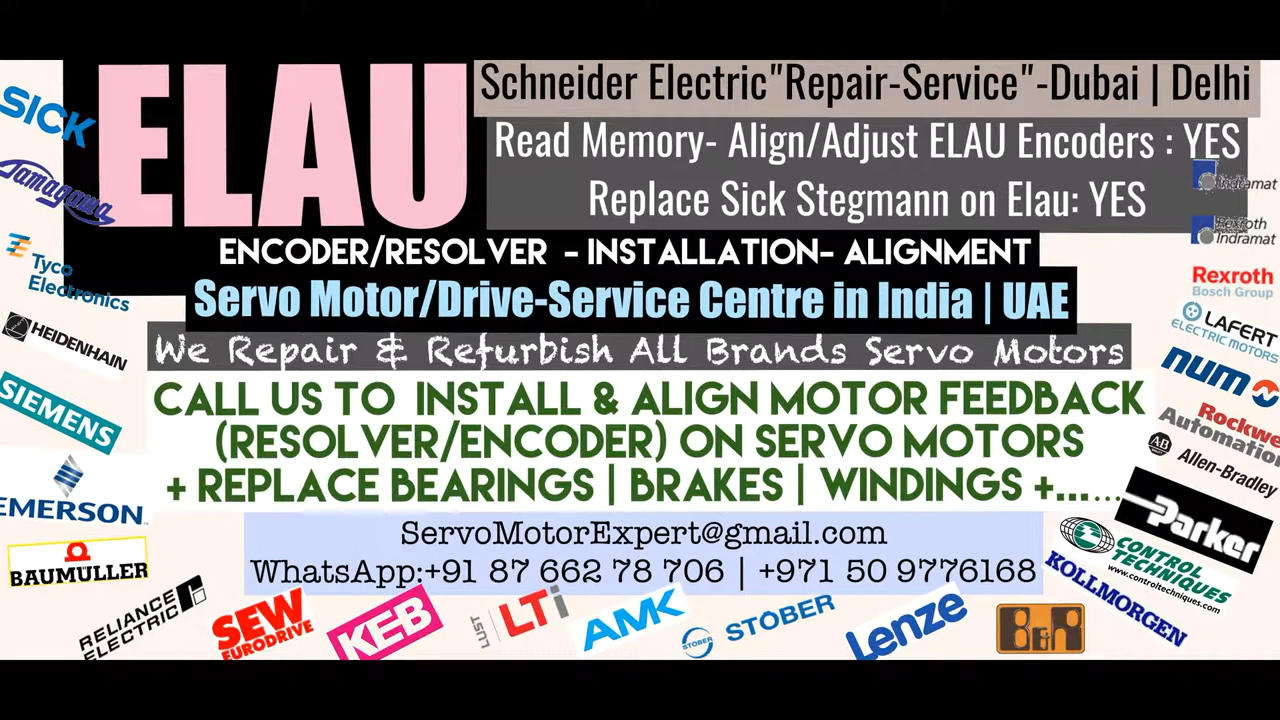 ELAU
Schneider Electric"Repair-Service"-Dubai | Delhi
Read Memory- Align/Adjust ELAU Encoders : YES
Replace Sick Stegmann on Elau: YES
ENCODER/RESOLVER - INSTALLATION- ALIGNMENT
Servo Motor/Drive-Service Centre in India | UAE
We Repair & Refurbish All Brands Servo Motors
CALL US TO INSTALL & ALIGN MOTOR FEEDBACK
(RESOLVER/ENCODER) ON SERVO MOTORS
+ REPLACE BEARINGS | BRAKES | WINDINGS +......
ServoMotorExpert@gmail.com
WhatsApp:+91 87 662 78 706 | +971 50 9776168
SICK
Tamagawa
Tyco
Electronics
HEIDENHAIN
SIEMENS
EMERSON
BAUMULLER
RELIANCE
ELECTRIC
SEW
EURODRIVE
KEB
LUST
LTi
AMK
STOBER
STÖBER
Lenze
B&R
KOLLMORGEN
CONTROL
TECHNIQUES
www.controltechniques.com
Parker
Allen-Bradley
AB
Rockwell
Automation
num
LAFERT
ELECTRIC MOTORS
Rexroth
Bosch Group
Rexroth
Indramat
Indramat